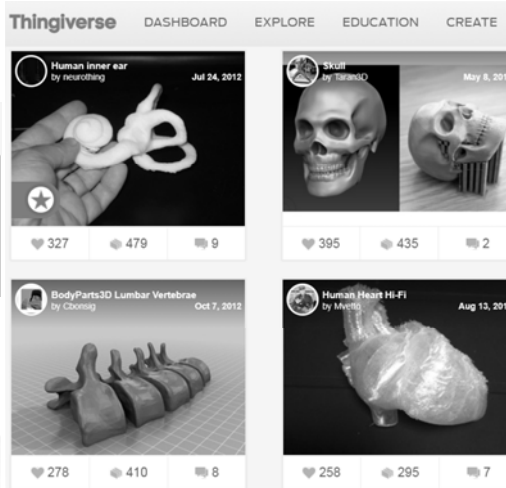 Thingiverse DASHBOARD EXPLORE EDUCATION CREATE
Human inner ear
by neurothing Jul 24, 2012
327 479 9
Skull
by Taran3D May 8, 201
395 435 2
BodyParts3D Lumbar Vertebrae
by Cbonsig Oct 7, 2012
278 410 8
Human Heart Hi-Fi
by Mvetto Aug 13, 201
258 295 7